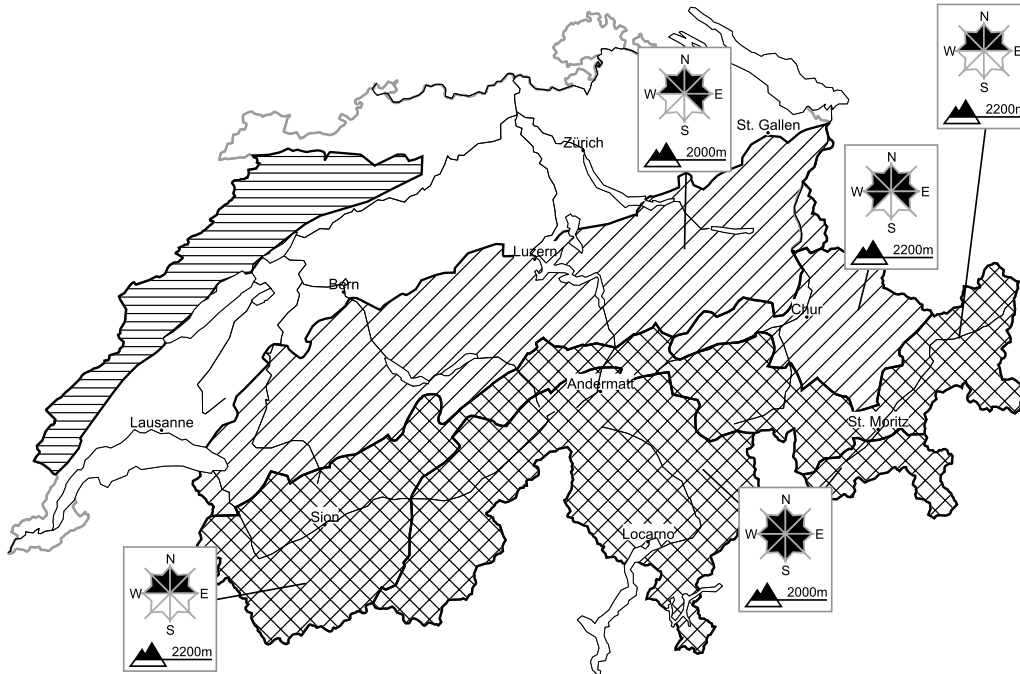 N
W E
S
2200m
N
W E
S
2000m
St. Gallen
Zürich
N
W E
S
2200m
Luzern
Bern
Chur
Andermatt
Lausanne
St. Moritz
Sion
Locarno
N
W E
S
2000m
N
W E
S
2200m